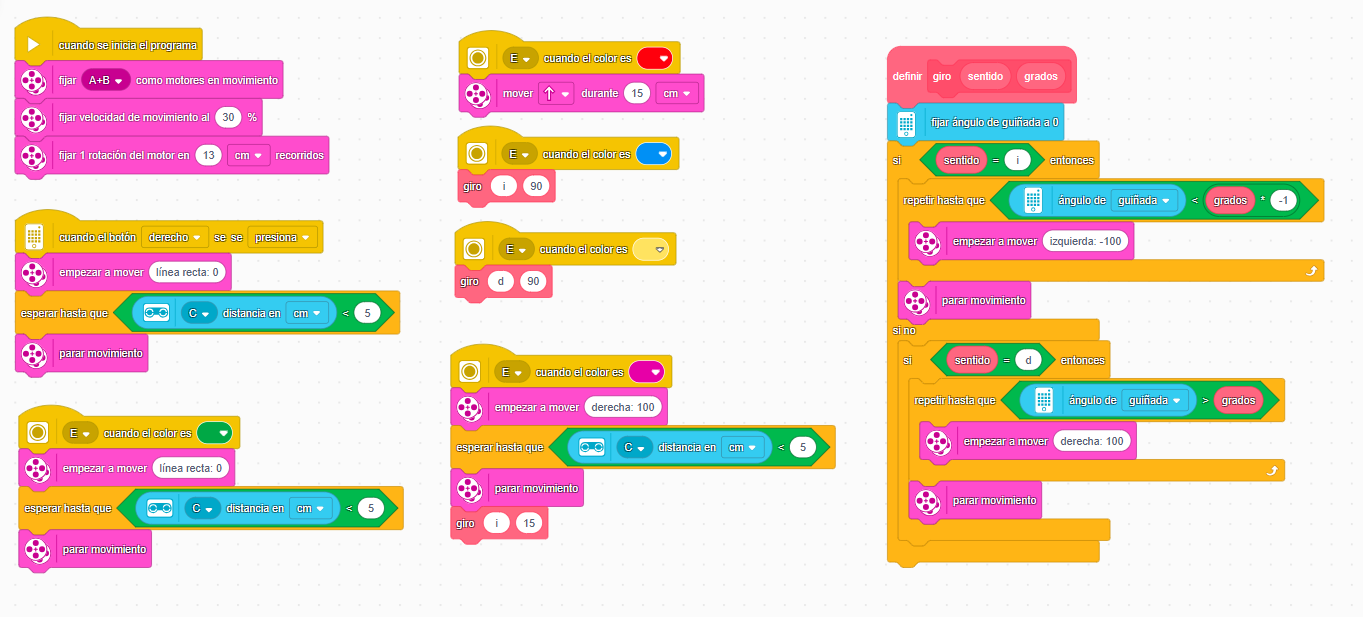 cuando se inicia el programa
fijar A+B como motores en movimiento
fijar velocidad de movimiento al 30 %
fijar 1 rotación del motor en 13 cm recorridos
cuando el botón derecho se se presiona
empezar a mover línea recta: 0
esperar hasta que C distancia en cm < 5
parar movimiento
E cuando el color es
empezar a mover línea recta: 0
esperar hasta que C distancia en cm < 5
parar movimiento
E cuando el color es
mover durante 15 cm
E cuando el color es
giro i 90
E cuando el color es
giro d 90
E cuando el color es
empezar a mover derecha: 100
esperar hasta que C distancia en cm < 5
parar movimiento
giro i 15
definir giro sentido grados
fijar ángulo de guiñada a 0
si sentido = i entonces
repetir hasta que ángulo de guiñada < grados * -1
empezar a mover izquierda: -100
parar movimiento
si no
si sentido = d entonces
repetir hasta que ángulo de guiñada > grados
empezar a mover derecha: 100
parar movimiento